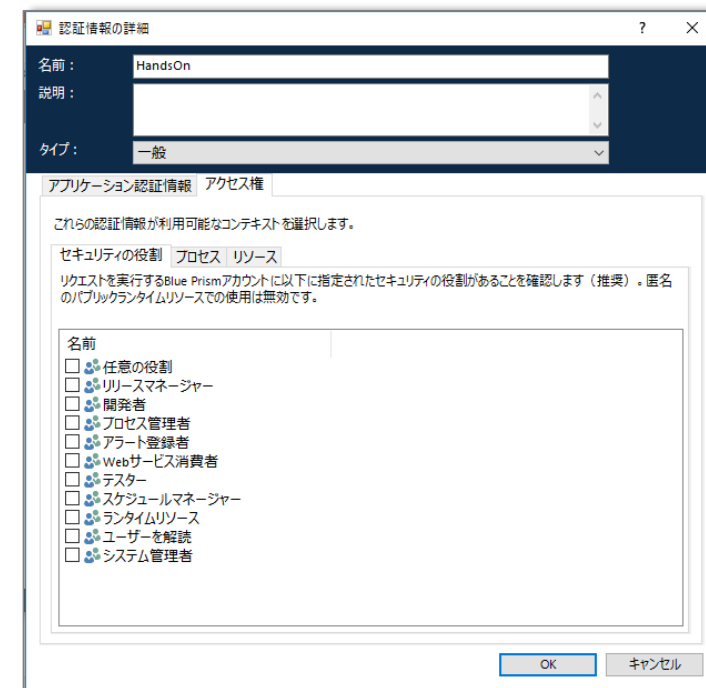 認証情報の詳細
?
×
名前：
HandsOn
説明：
タイプ：
一般
アプリケーション認証情報 アクセス権
これらの認証情報が利用可能なコンテキストを選択します。
セキュリティの役割 プロセス リソース
リクエストを実行するBlue Prismアカウントに以下に指定されたセキュリティの役割があることを確認します（推奨）。匿名
のパブリックランタイムリソースでの使用は無効です。
名前
任意の役割
リリースマネージャー
開発者
プロセス管理者
アラート登録者
Webサービス消費者
テスター
スケジュールマネージャー
ランタイムリソース
ユーザーを解読
システム管理者
OK キャンセル